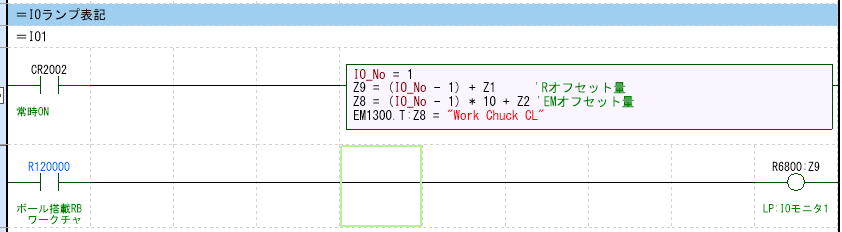 ＝IOランプ表記
＝IO1
CR2002
常時ON
IO_No = 1
Z9 = (IO_No - 1) + Z1 'Rオフセット量
Z8 = (IO_No - 1) * 10 + Z2 'EMオフセット量
EM1300.T:Z8 = "Work Chuck CL"
R120000
R6800:Z9
ボール搭載RB
ワークチャ
LP:IOモニタ1